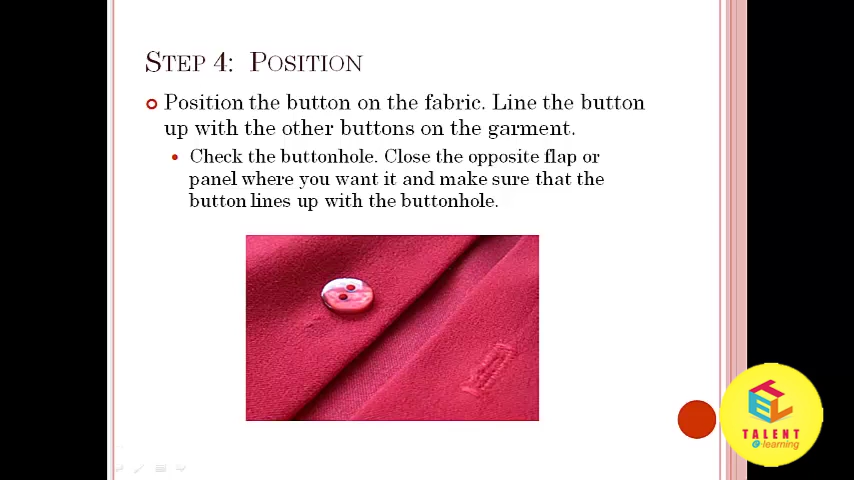 Step 4: Position
Position the button on the fabric. Line the button
up with the other buttons on the garment.
Check the buttonhole. Close the opposite flap or
panel where you want it and make sure that the
button lines up with the buttonhole.
TEL
TALENT
e-learning